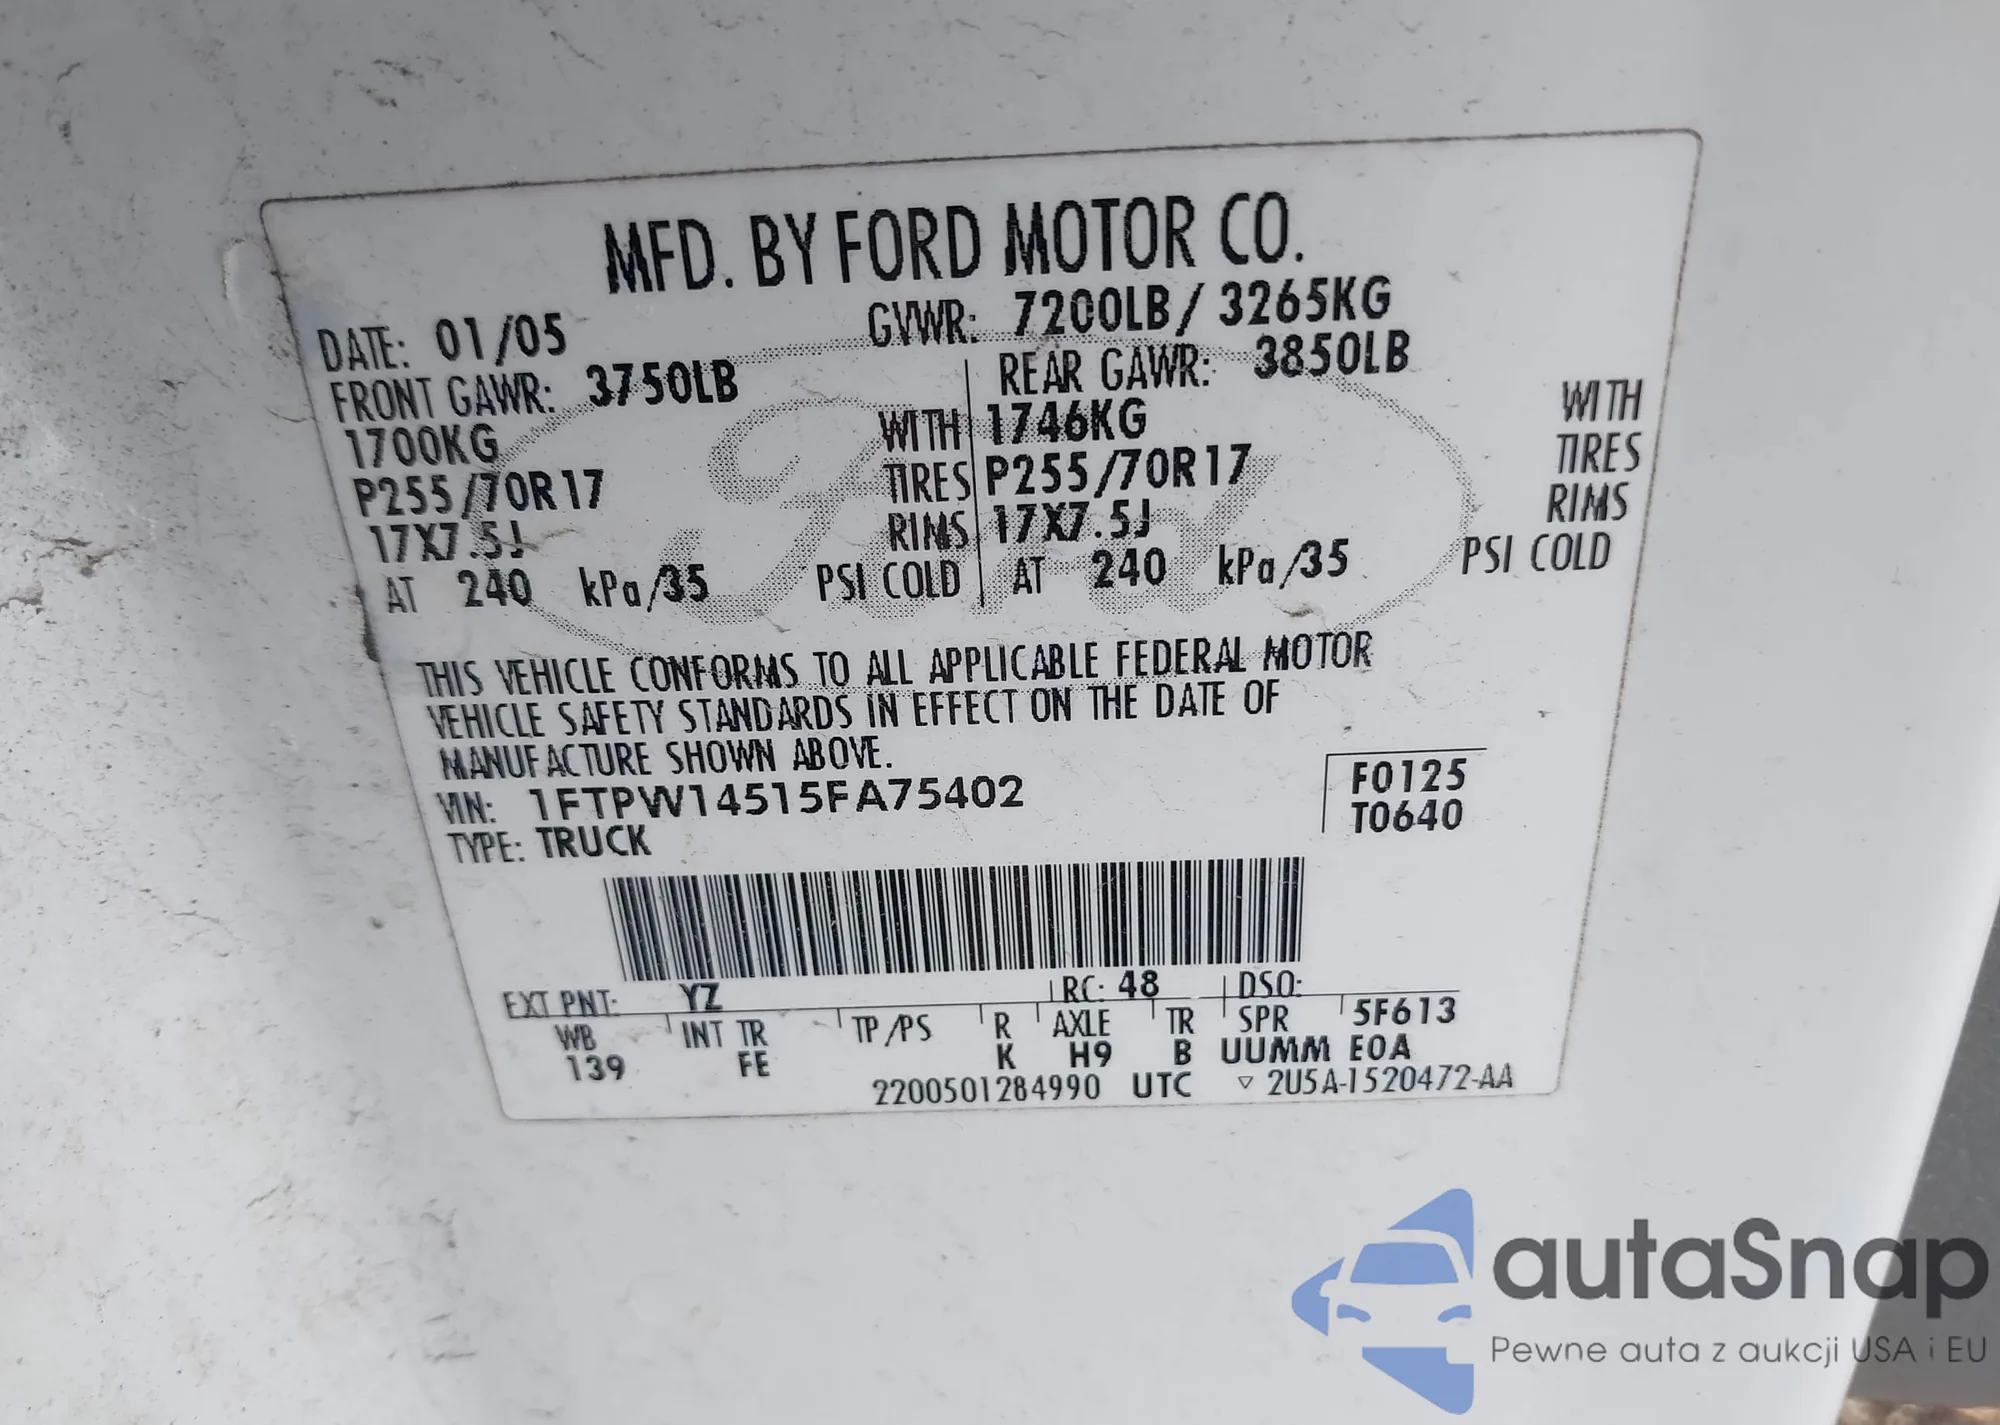 MFD. BY FORD MOTOR CO.
DATE: 01/05 GVWR: 7200LB / 3265KG
FRONT GAWR: 3750LB REAR GAWR: 3850LB
1700KG WITH 1746KG WITH
P255/70R17 TIRES P255/70R17 TIRES
17X7.5J RIMS 17X7.5J RIMS
AT 240 kPa/35 PSI COLD AT 240 kPa/35 PSI COLD
Ford
THIS VEHICLE CONFORMS TO ALL APPLICABLE FEDERAL MOTOR
VEHICLE SAFETY STANDARDS IN EFFECT ON THE DATE OF
MANUFACTURE SHOWN ABOVE.
VIN: 1FTPW14515FA75402 F0125
TYPE: TRUCK T0640
EXT PNT: YZ RC: 48 DSO:
WB INT TR TP/PS R AXLE TR SPR 5F613
139 FE K H9 B UUMM EOA
2200501284990 UTC ▽ 2U5A-1520472-AA
autaSnap
Pewne auta z aukcji USA i EU